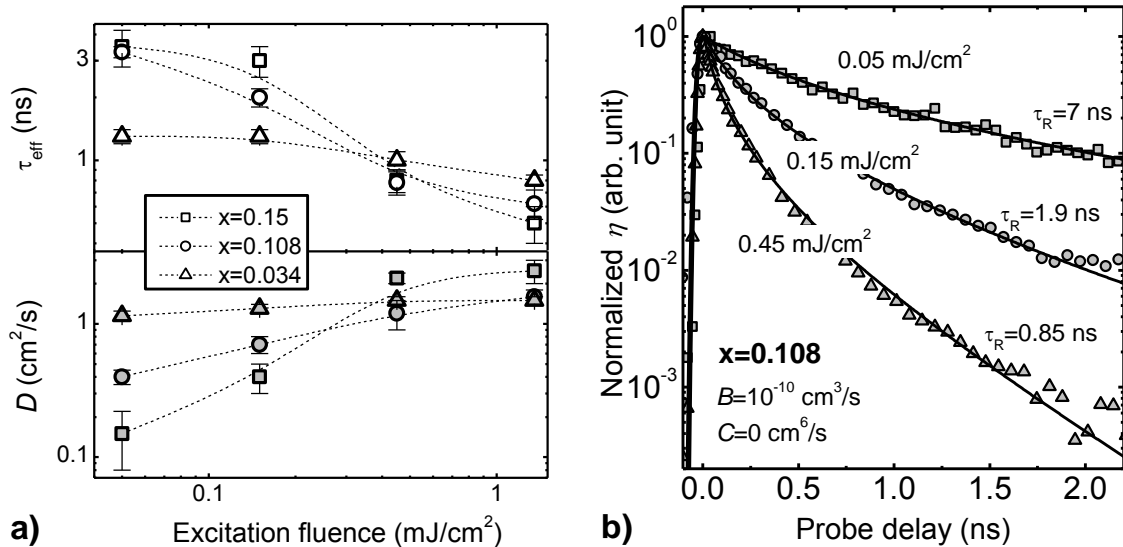 3
1
τeff (ns)
x=0.15
x=0.108
x=0.034
1
0.1
D (cm²/s)
0.1
1
Excitation fluence (mJ/cm²)
a)
10⁰
10⁻¹
10⁻²
10⁻³
Normalized η (arb. unit)
0.05 mJ/cm²
τR=7 ns
0.15 mJ/cm²
τR=1.9 ns
0.45 mJ/cm²
τR=0.85 ns
x=0.108
B=10⁻¹⁰ cm³/s
C=0 cm⁶/s
0.0
0.5
1.0
1.5
2.0
Probe delay (ns)
b)